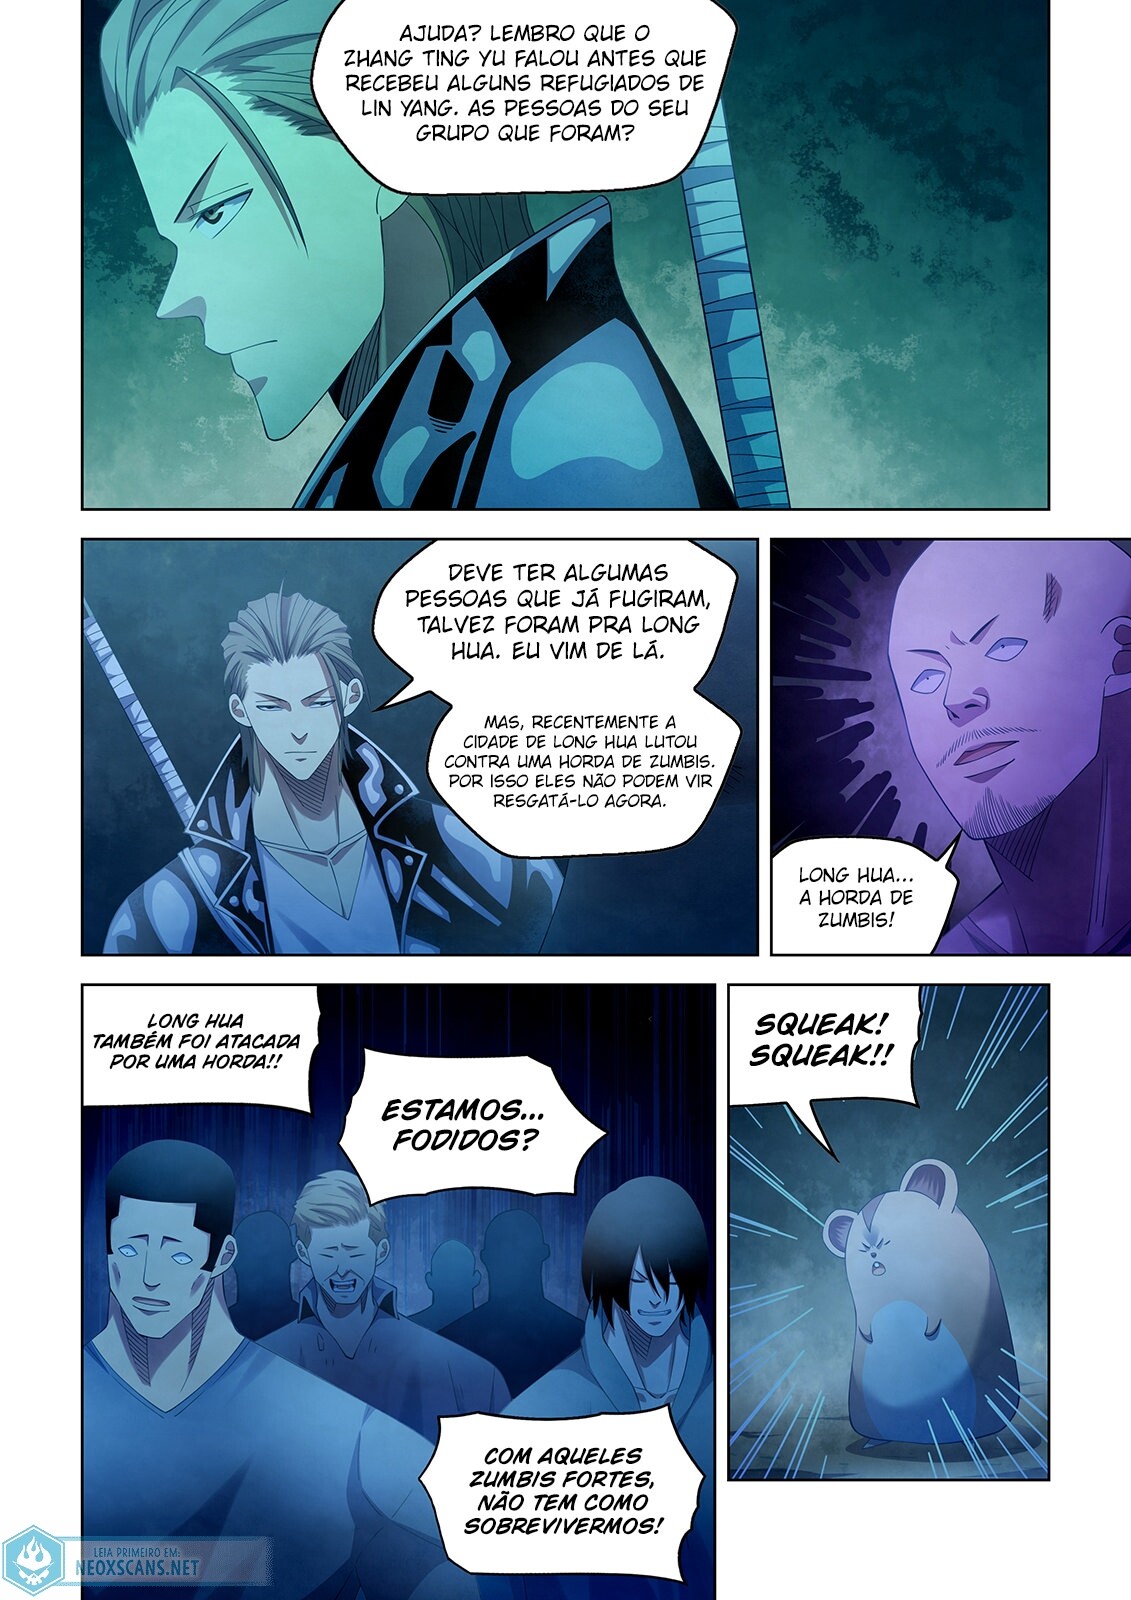 AJUDA? LEMBRO QUE O
ZHANG TING YU FALOU ANTES QUE
RECEBEU ALGUNS REFUGIADOS DE
LIN YANG. AS PESSOAS DO SEU
GRUPO QUE FORAM?
DEVE TER ALGUMAS
PESSOAS QUE JÁ FUGIRAM,
TALVEZ FORAM PRA LONG
HUA. EU VIM DE LÁ.
MAS, RECENTEMENTE A
CIDADE DE LONG HUA LUTOU
CONTRA UMA HORDA DE ZUMBIS.
POR ISSO ELES NÃO PODEM VIR
RESGATÁ-LO AGORA.
LONG HUA...
A HORDA DE
ZUMBIS!
LONG HUA
TAMBÉM FOI ATACADA
POR UMA HORDA!!
ESTAMOS...
FODIDOS?
COM AQUELES
ZUMBIS FORTES,
NÃO TEM COMO
SOBREVIVERMOS!
SQUEAK!
SQUEAK!!
LEIA PRIMEIRO EM:
NEOXSCANS.NET